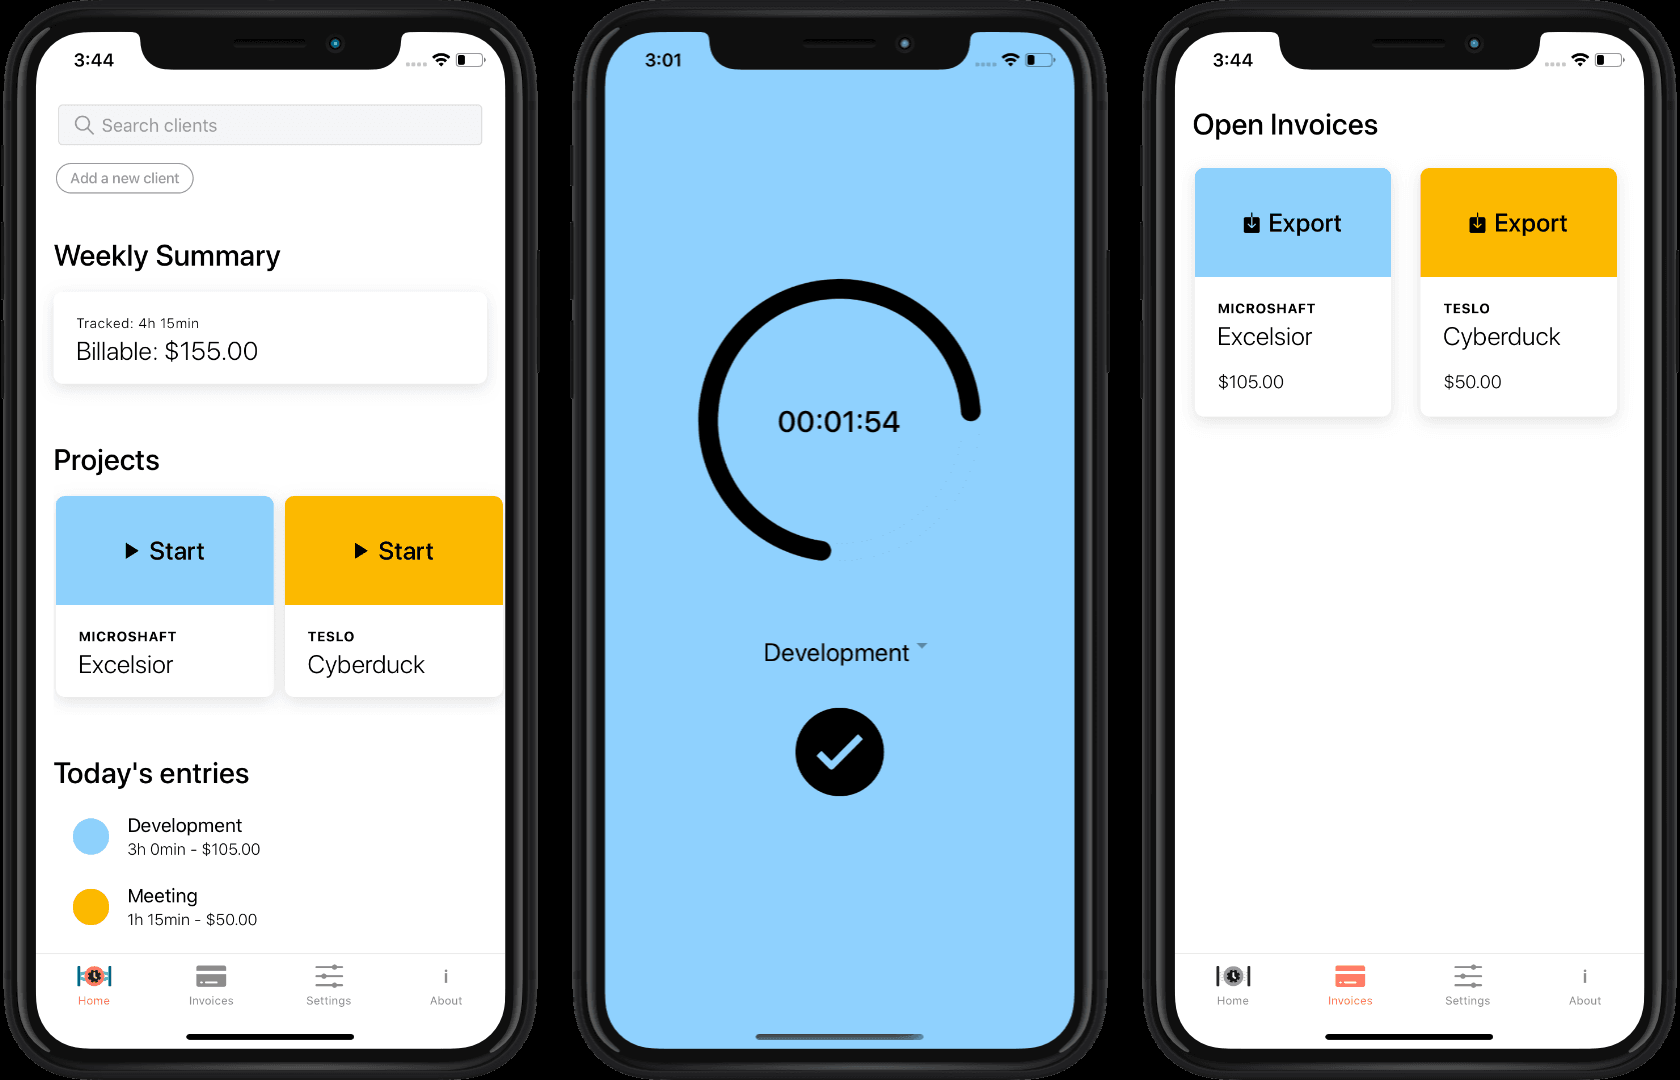 3:44
Search clients
Add a new client
Weekly Summary
Tracked: 4h 15min
Billable: $155.00
Projects
Start
Start
MICROSHAFT
Excelsior
TESLO
Cyberduck
Today's entries
Development
3h 0min - $105.00
Meeting
1h 15min - $50.00
Home
Invoices
Settings
About
3:01
00:01:54
Development
3:44
Open Invoices
Export
Export
MICROSHAFT
Excelsior
$105.00
TESLO
Cyberduck
$50.00
Home
Invoices
Settings
About